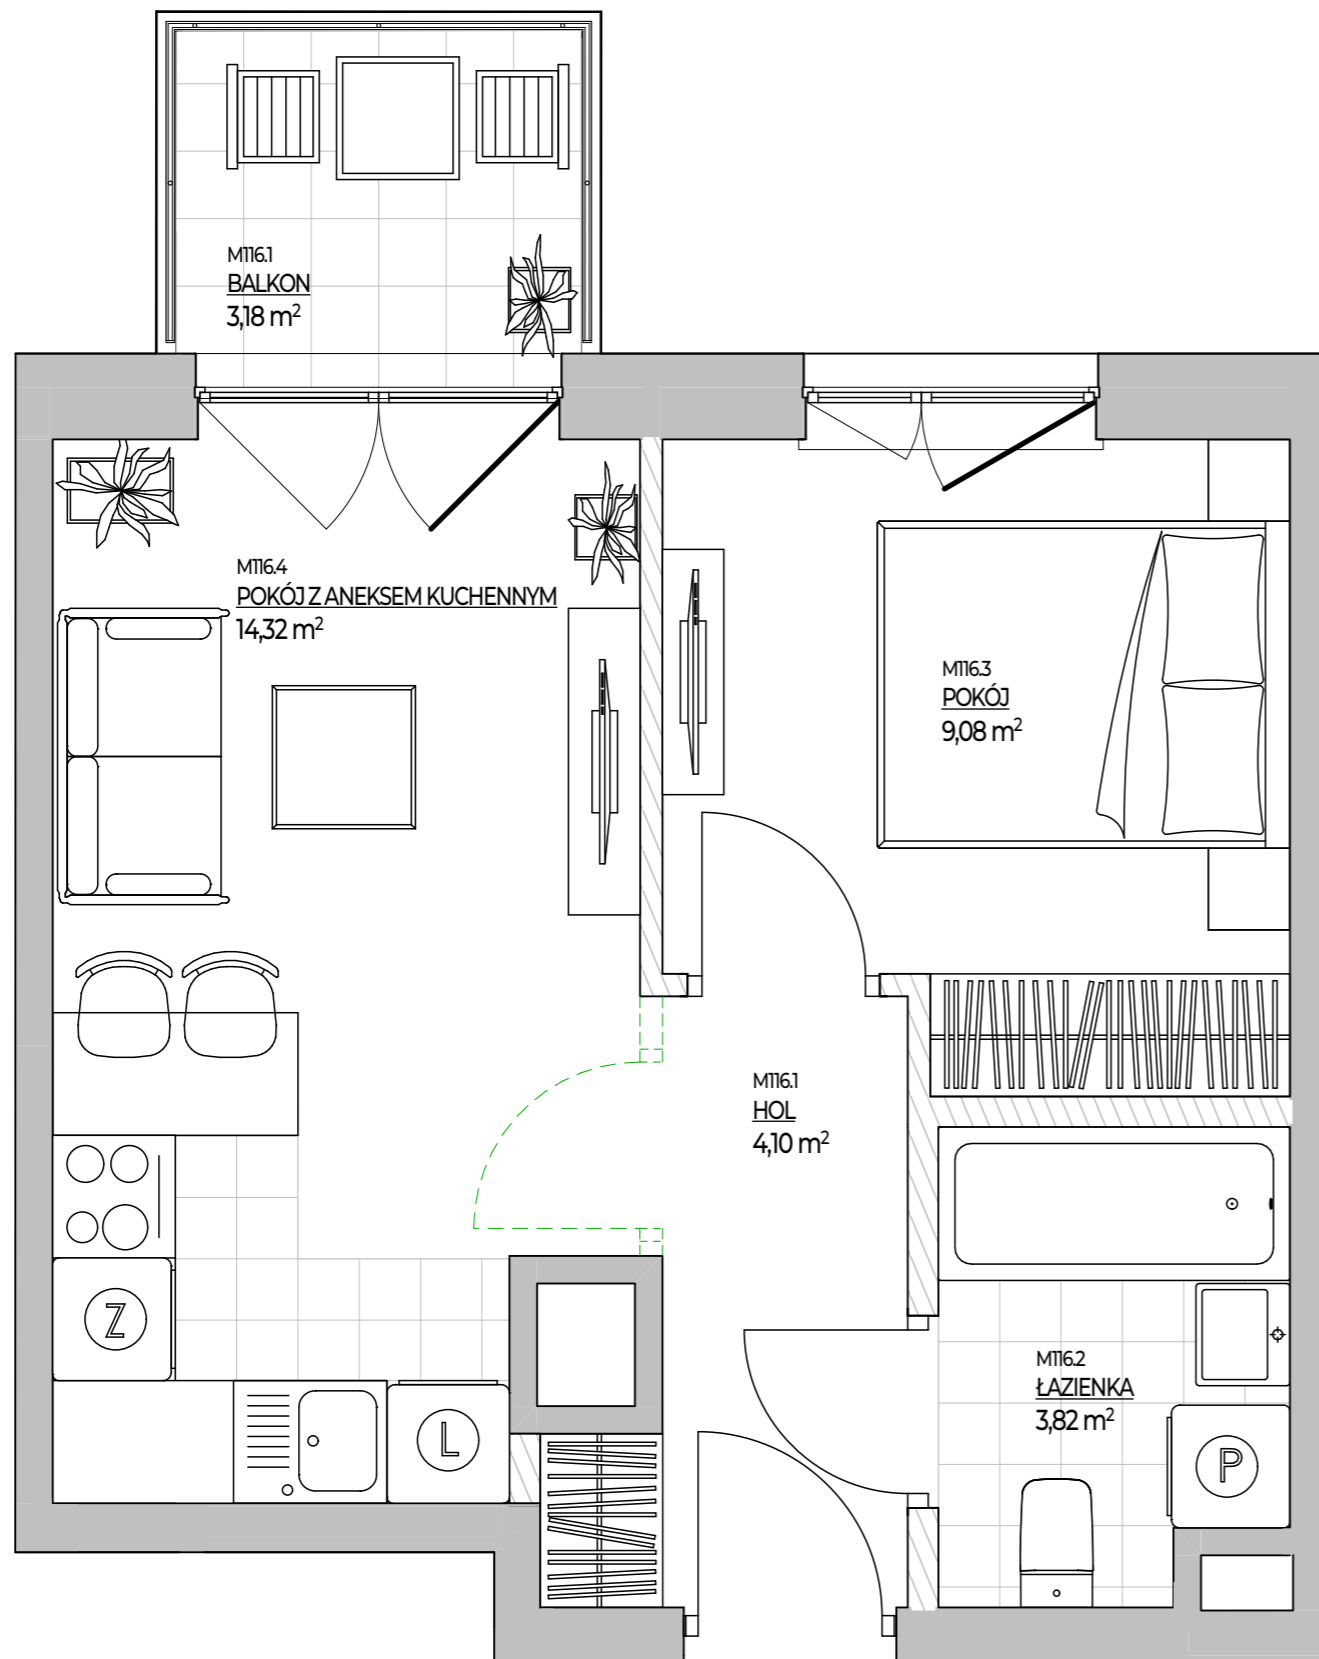 M116.1
BALKON
3,18 m²
M116.4
POKÓJ Z ANEKSEM KUCHENNYM
14,32 m²
M116.3
POKÓJ
9,08 m²
M116.1
HOL
4,10 m²
Z
M116.2
ŁAZIENKA
3,82 m²
L
P